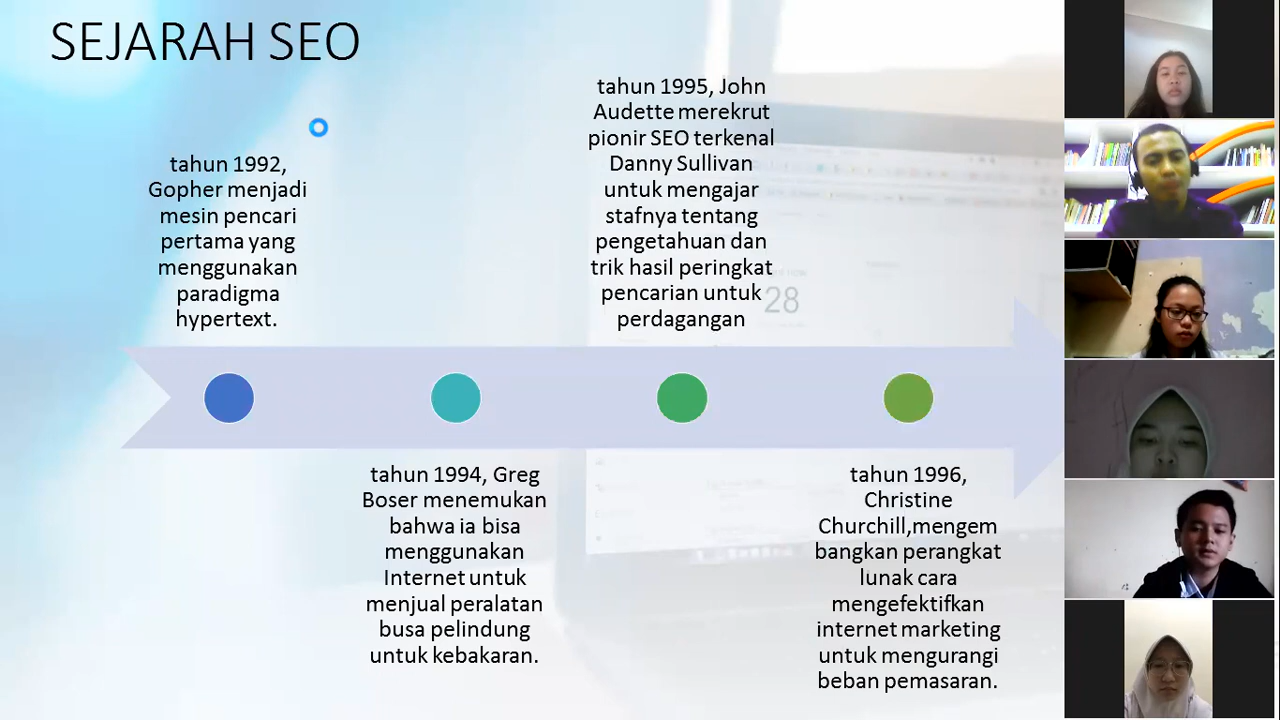 SEJARAH SEO
tahun 1992,
Gopher menjadi
mesin pencari
pertama yang
menggunakan
paradigma
hypertext.
tahun 1994, Greg
Boser menemukan
bahwa ia bisa
menggunakan
Internet untuk
menjual peralatan
busa pelindung
untuk kebakaran.
tahun 1995, John
Audette merekrut
pionir SEO terkenal
Danny Sullivan
untuk mengajar
stafnya tentang
pengetahuan dan
trik hasil peringkat
pencarian untuk
perdagangan
28
tahun 1996,
Christine
Churchill,mengem
bangkan perangkat
lunak cara
mengefektifkan
internet marketing
untuk mengurangi
beban pemasaran.